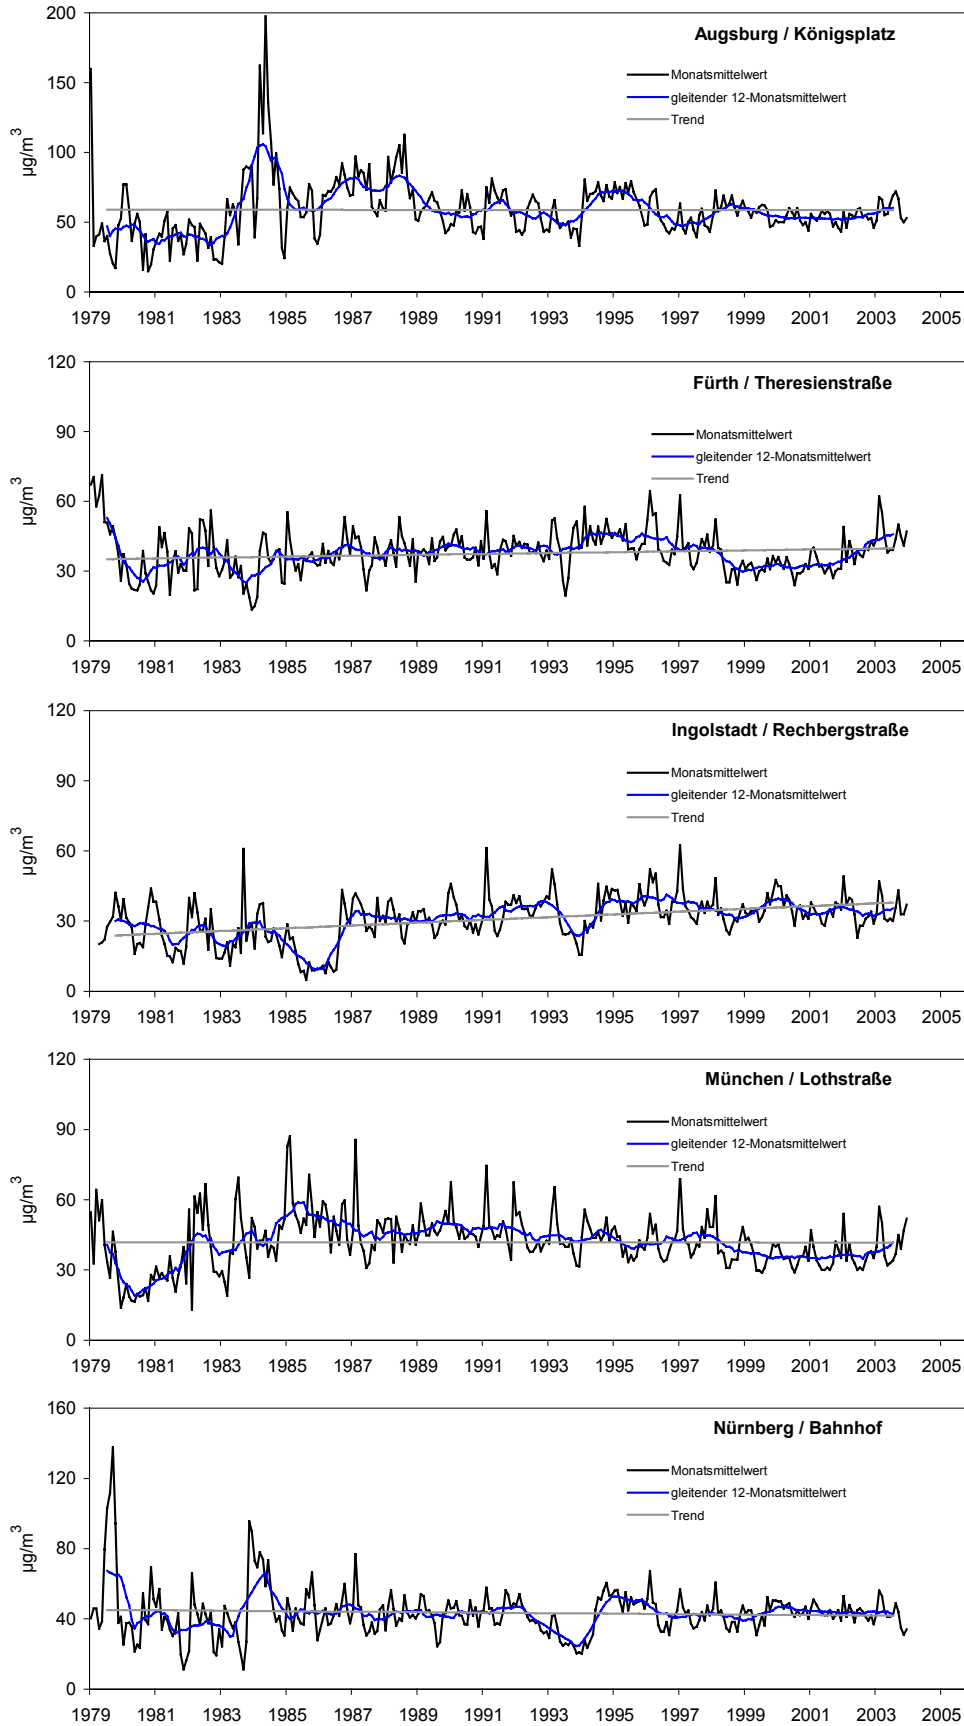 Augsburg / Königsplatz
Monatsmittelwert
gleitender 12-Monatsmittelwert
Trend
µg/m³
200
150
100
50
0
1979 1981 1983 1985 1987 1989 1991 1993 1995 1997 1999 2001 2003 2005
Fürth / Theresienstraße
Monatsmittelwert
gleitender 12-Monatsmittelwert
Trend
µg/m³
120
90
60
30
0
1979 1981 1983 1985 1987 1989 1991 1993 1995 1997 1999 2001 2003 2005
Ingolstadt / Rechbergstraße
Monatsmittelwert
gleitender 12-Monatsmittelwert
Trend
µg/m³
120
90
60
30
0
1979 1981 1983 1985 1987 1989 1991 1993 1995 1997 1999 2001 2003 2005
München / Lothstraße
Monatsmittelwert
gleitender 12-Monatsmittelwert
Trend
µg/m³
120
90
60
30
0
1979 1981 1983 1985 1987 1989 1991 1993 1995 1997 1999 2001 2003 2005
Nürnberg / Bahnhof
Monatsmittelwert
gleitender 12-Monatsmittelwert
Trend
µg/m³
160
120
80
40
0
1979 1981 1983 1985 1987 1989 1991 1993 1995 1997 1999 2001 2003 2005